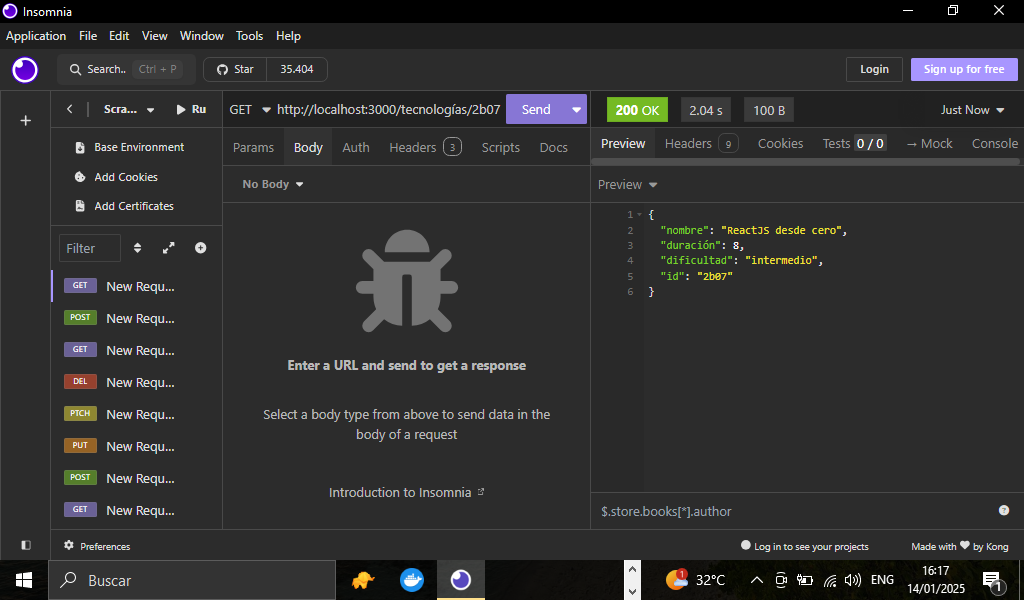 Insomnia
Application File Edit View Window Tools Help
Search.. Ctrl + P
Star 35.404
Login
Sign up for free
Scra... Ru
GET http://localhost:3000/tecnologías/2b07 Send
200 OK 2.04 s 100 B Just Now
Base Environment
Add Cookies
Add Certificates
Filter
GET New Requ...
POST New Requ...
GET New Requ...
DEL New Requ...
PTCH New Requ...
PUT New Requ...
POST New Requ...
GET New Requ...
Params Body Auth Headers 3 Scripts Docs
No Body
Enter a URL and send to get a response
Select a body type from above to send data in the
body of a request
Introduction to Insomnia
Preview Headers 9 Cookies Tests 0 / 0 → Mock Console
Preview
1 {
2 "nombre": "ReactJS desde cero",
3 "duración": 8,
4 "dificultad": "intermedio",
5 "id": "2b07"
6 }
$.store.books[*].author
?
Preferences
Log in to see your projects
Made with ❤ by Kong
Buscar
1
32°C
ENG
16:17
14/01/2025
1